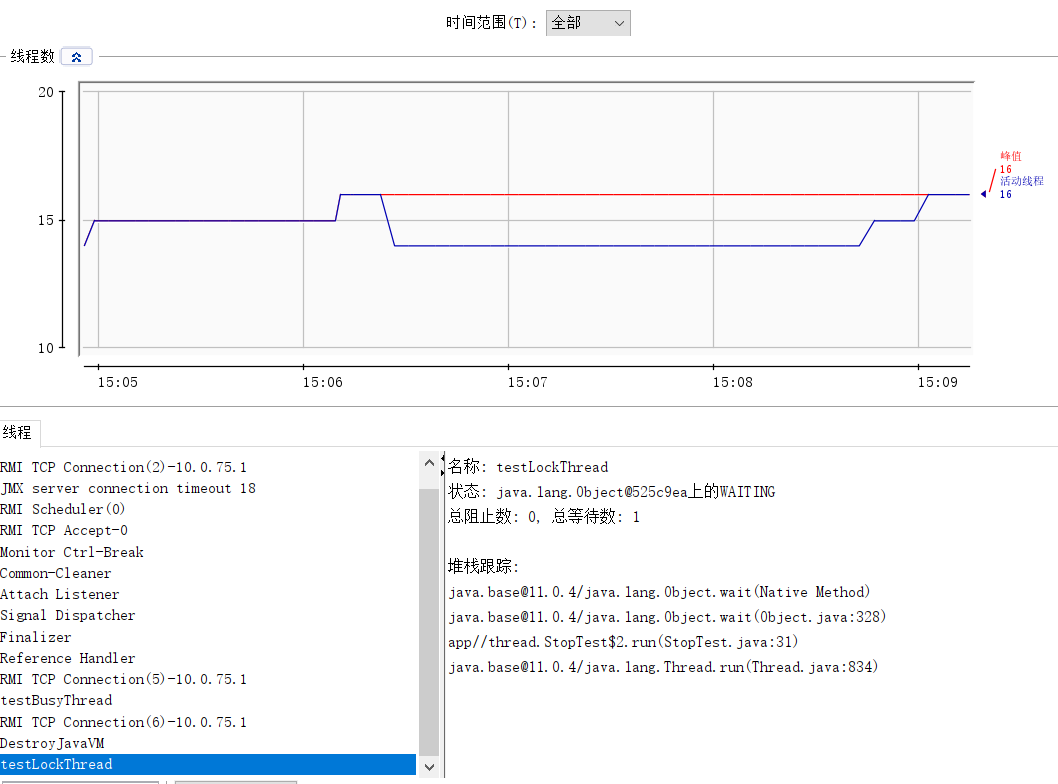 时间范围(T): 全部
线程数
20
15
10
峰值
16
活动线程
16
15:05 15:06 15:07 15:08 15:09
线程
RMI TCP Connection(2)-10.0.75.1
JMX server connection timeout 18
RMI Scheduler(0)
RMI TCP Accept-0
Monitor Ctrl-Break
Common-Cleaner
Attach Listener
Signal Dispatcher
Finalizer
Reference Handler
RMI TCP Connection(5)-10.0.75.1
testBusyThread
RMI TCP Connection(6)-10.0.75.1
DestroyJavaVM
testLockThread
名称: testLockThread
状态: java.lang.Object@525c9ea上的WAITING
总阻止数: 0, 总等待数: 1
堆栈跟踪:
java.base@11.0.4/java.lang.Object.wait(Native Method)
java.base@11.0.4/java.lang.Object.wait(Object.java:328)
app//thread.StopTest$2.run(StopTest.java:31)
java.base@11.0.4/java.lang.Thread.run(Thread.java:834)